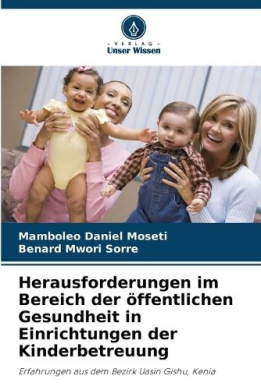 - VERLAG -
Unser Wissen
Mamboleo Daniel Moseti
Benard Mwori Sorre
Herausforderungen im
Bereich der öffentlichen
Gesundheit in
Einrichtungen der
Kinderbetreuung
Erfahrungen aus dem Bezirk Uasin Gishu, Kenia